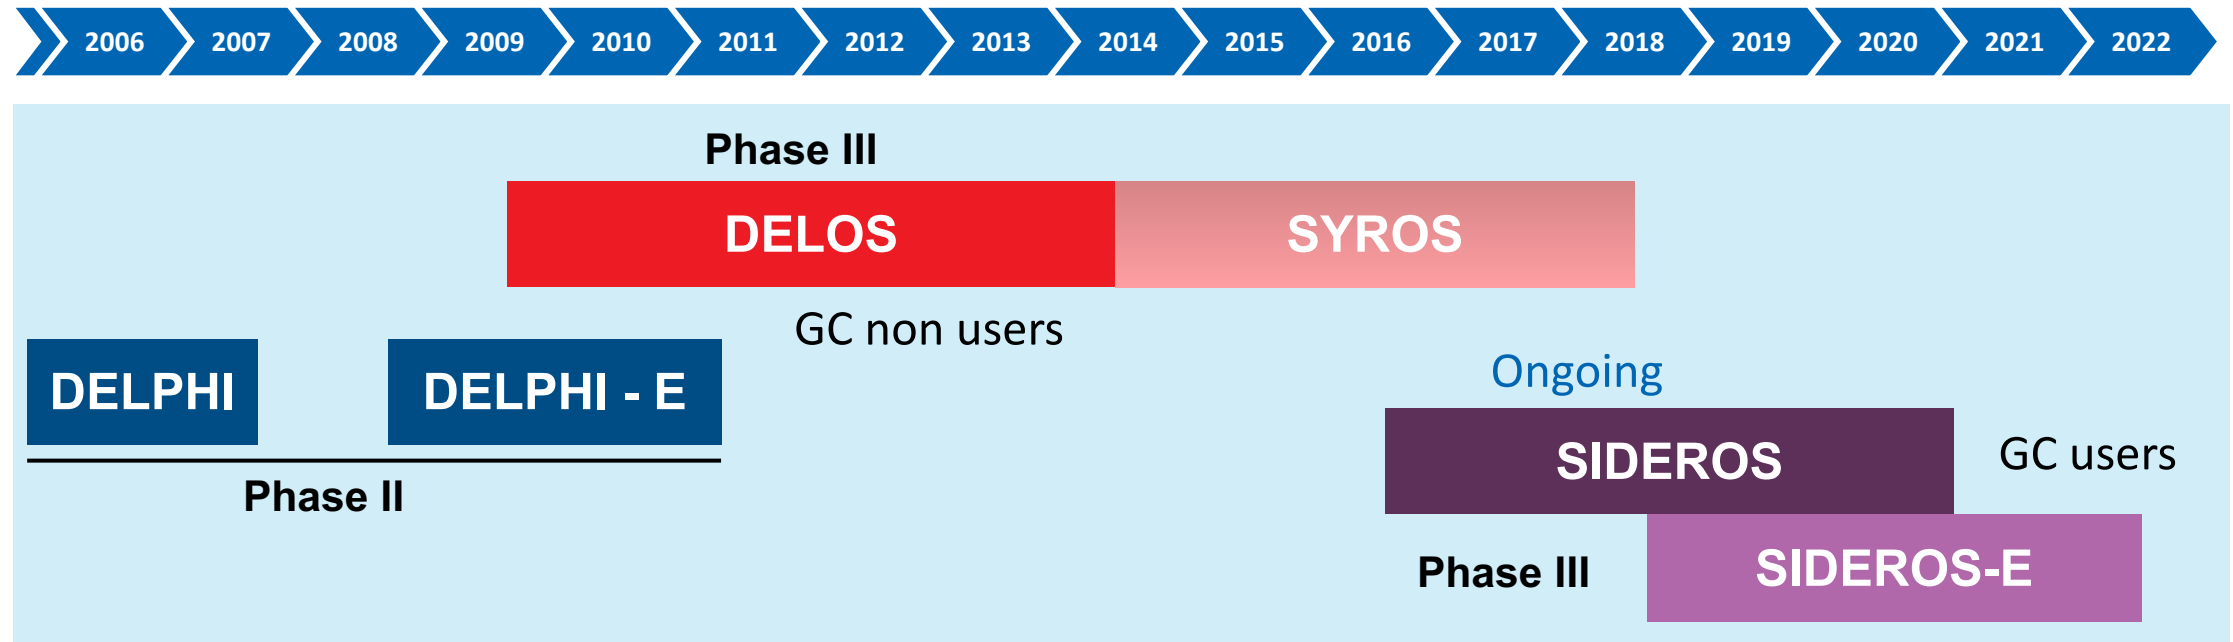 2006 2007 2008 2009 2010 2011 2012 2013 2014 2015 2016 2017 2018 2019 2020 2021 2022
Phase III
DELOS SYROS
GC non users
DELPHI DELPHI - E
Phase II
Ongoing
SIDEROS GC users
Phase III SIDEROS-E